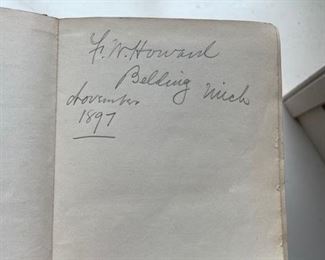 F. W. Howard
Belding Mich
November
1897